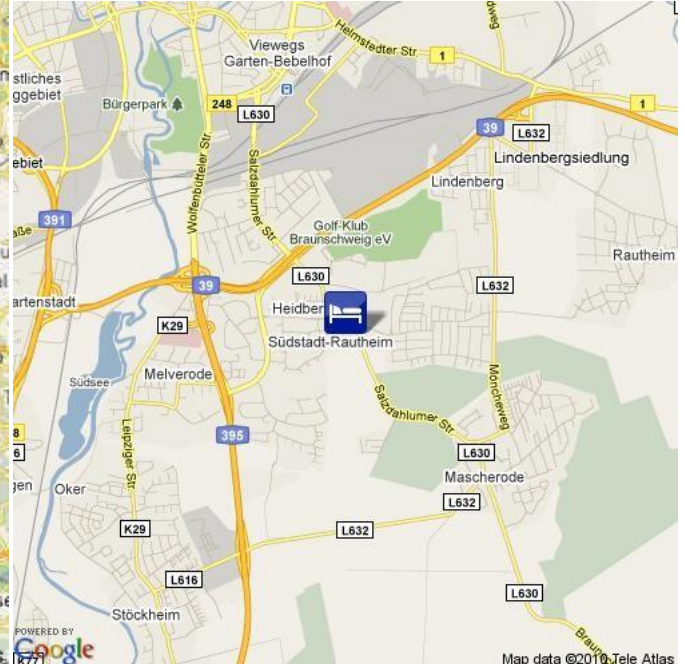 Helmstedter Str.
dweg
1
Viewegs
Garten-Bebelhof
stliches
ggebiet
Bürgerpark
248
L630
1
39
L632
Lindenbergsiedlung
Lindenberg
ebiet
Wolfenbütteler Str.
Salzdahlumer Str.
391
Golf-Klub
Braunschweig eV
Rautheim
L630
39
L632
artenstadt
Heidber
K29
Südstadt-Rautheim
Südsee
Melverode
Möncheweg
Salzdahlumer Str.
Leipziger Str.
395
L630
Mascherode
Oker
L632
K29
L632
L616
L630
Stöckheim
POWERED BY
Google
Map data ©2010 Tele Atlas